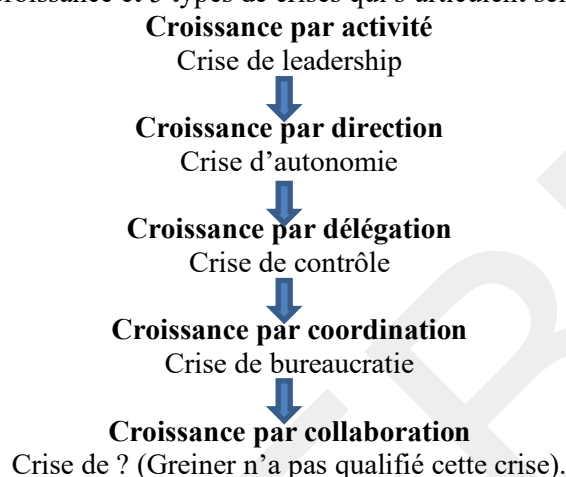 croissance et 5 types de crises qui s'articulent
Croissance par activité
Crise de leadership
Croissance par direction
Crise d'autonomie
Croissance par délégation
Crise de contrôle
Croissance par coordination
Crise de bureaucratie
Croissance par collaboration
Crise de ? (Greiner n'a pas qualifié cette crise).